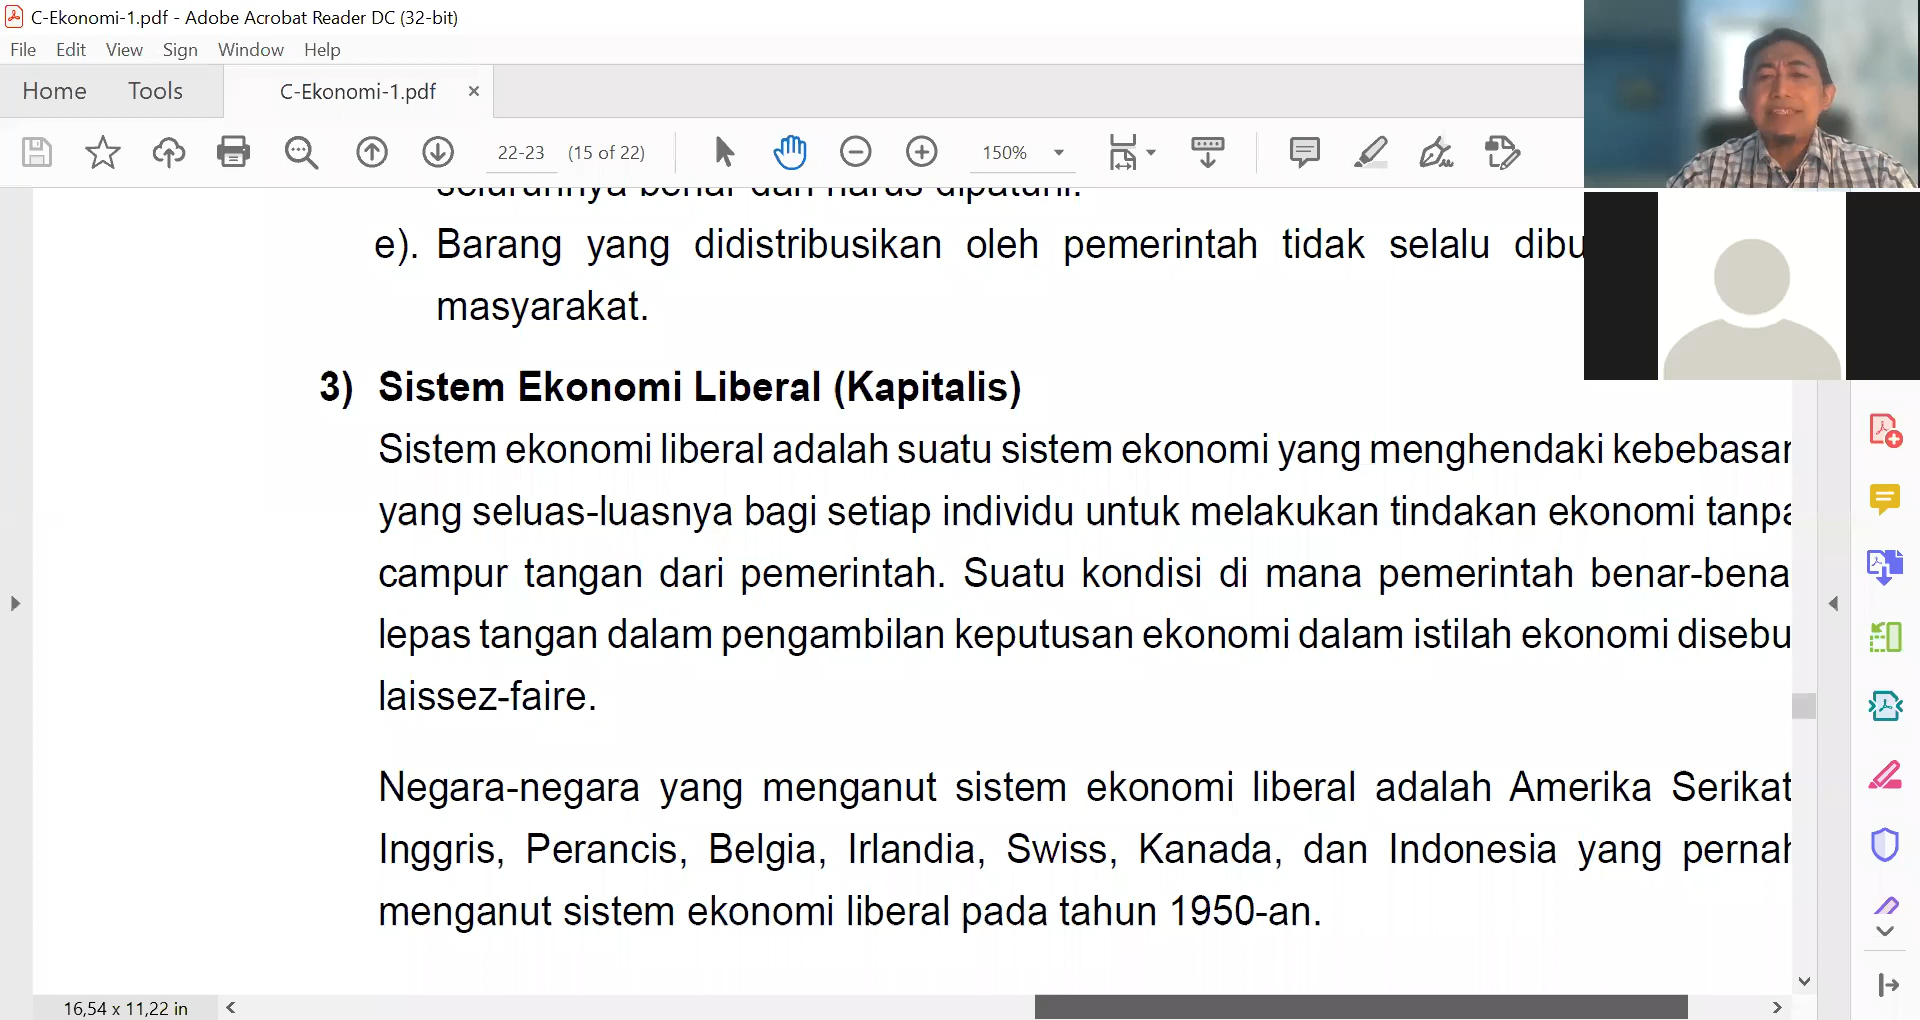 C-Ekonomi-1.pdf - Adobe Acrobat Reader DC (32-bit)
File Edit View Sign Window Help
Home Tools C-Ekonomi-1.pdf ×
22-23 (15 of 22) 150%
seluruhnya benar dan harus dipatuhi.
e). Barang yang didistribusikan oleh pemerintah tidak selalu dibu
masyarakat.
3) Sistem Ekonomi Liberal (Kapitalis)
Sistem ekonomi liberal adalah suatu sistem ekonomi yang menghendaki kebebasan
yang seluas-luasnya bagi setiap individu untuk melakukan tindakan ekonomi tanpa
campur tangan dari pemerintah. Suatu kondisi di mana pemerintah benar-bena
lepas tangan dalam pengambilan keputusan ekonomi dalam istilah ekonomi disebu
laissez-faire.
Negara-negara yang menganut sistem ekonomi liberal adalah Amerika Serikat
Inggris, Perancis, Belgia, Irlandia, Swiss, Kanada, dan Indonesia yang pernah
menganut sistem ekonomi liberal pada tahun 1950-an.
16,54 x 11,22 in